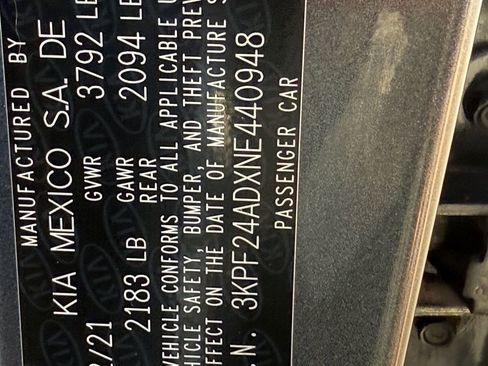 MANUFACTURED BY
KIA MEXICO S.A. DE
2/21 GVWR 3792 LB
GAWR
2183 LB REAR 2094 LB
VEHICLE CONFORMS TO ALL APPLICABLE
VEHICLE SAFETY, BUMPER, AND THEFT PREV
EFFECT ON THE DATE OF MANUFACTURE S
.N. 3KPF24ADXNE440948
PASSENGER CAR